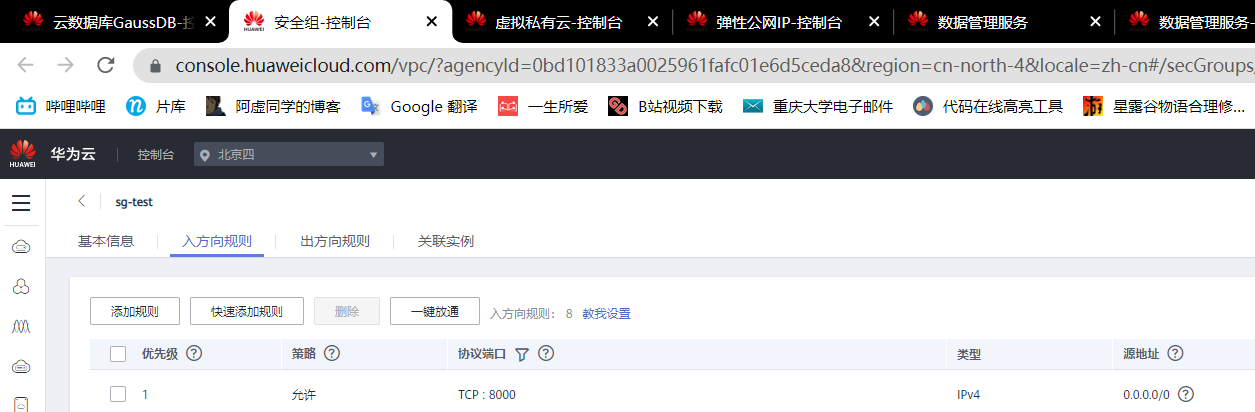 云数据库GaussDB-控 安全组-控制台 虚拟私有云-控制台 弹性公网IP-控制台 数据管理服务 数据管理服务-
console.huaweicloud.com/vpc/?agencyId=0bd101833a0025961fafc01e6d5ceda8&region=cn-north-4&locale=zh-cn#/secGroups
哔哩哔哩 片库 阿虚同学的博客 Google 翻译 一生所爱 B站视频下载 重庆大学电子邮件 代码在线高亮工具 星露谷物语合理修...
HUAWEI 华为云 控制台 北京四
sg-test
基本信息 入方向规则 出方向规则 关联实例
添加规则 快速添加规则 删除 一键放通 入方向规则: 8 教我设置
优先级 策略 协议端口 类型 源地址
1 允许 TCP : 8000 IPv4 0.0.0.0/0